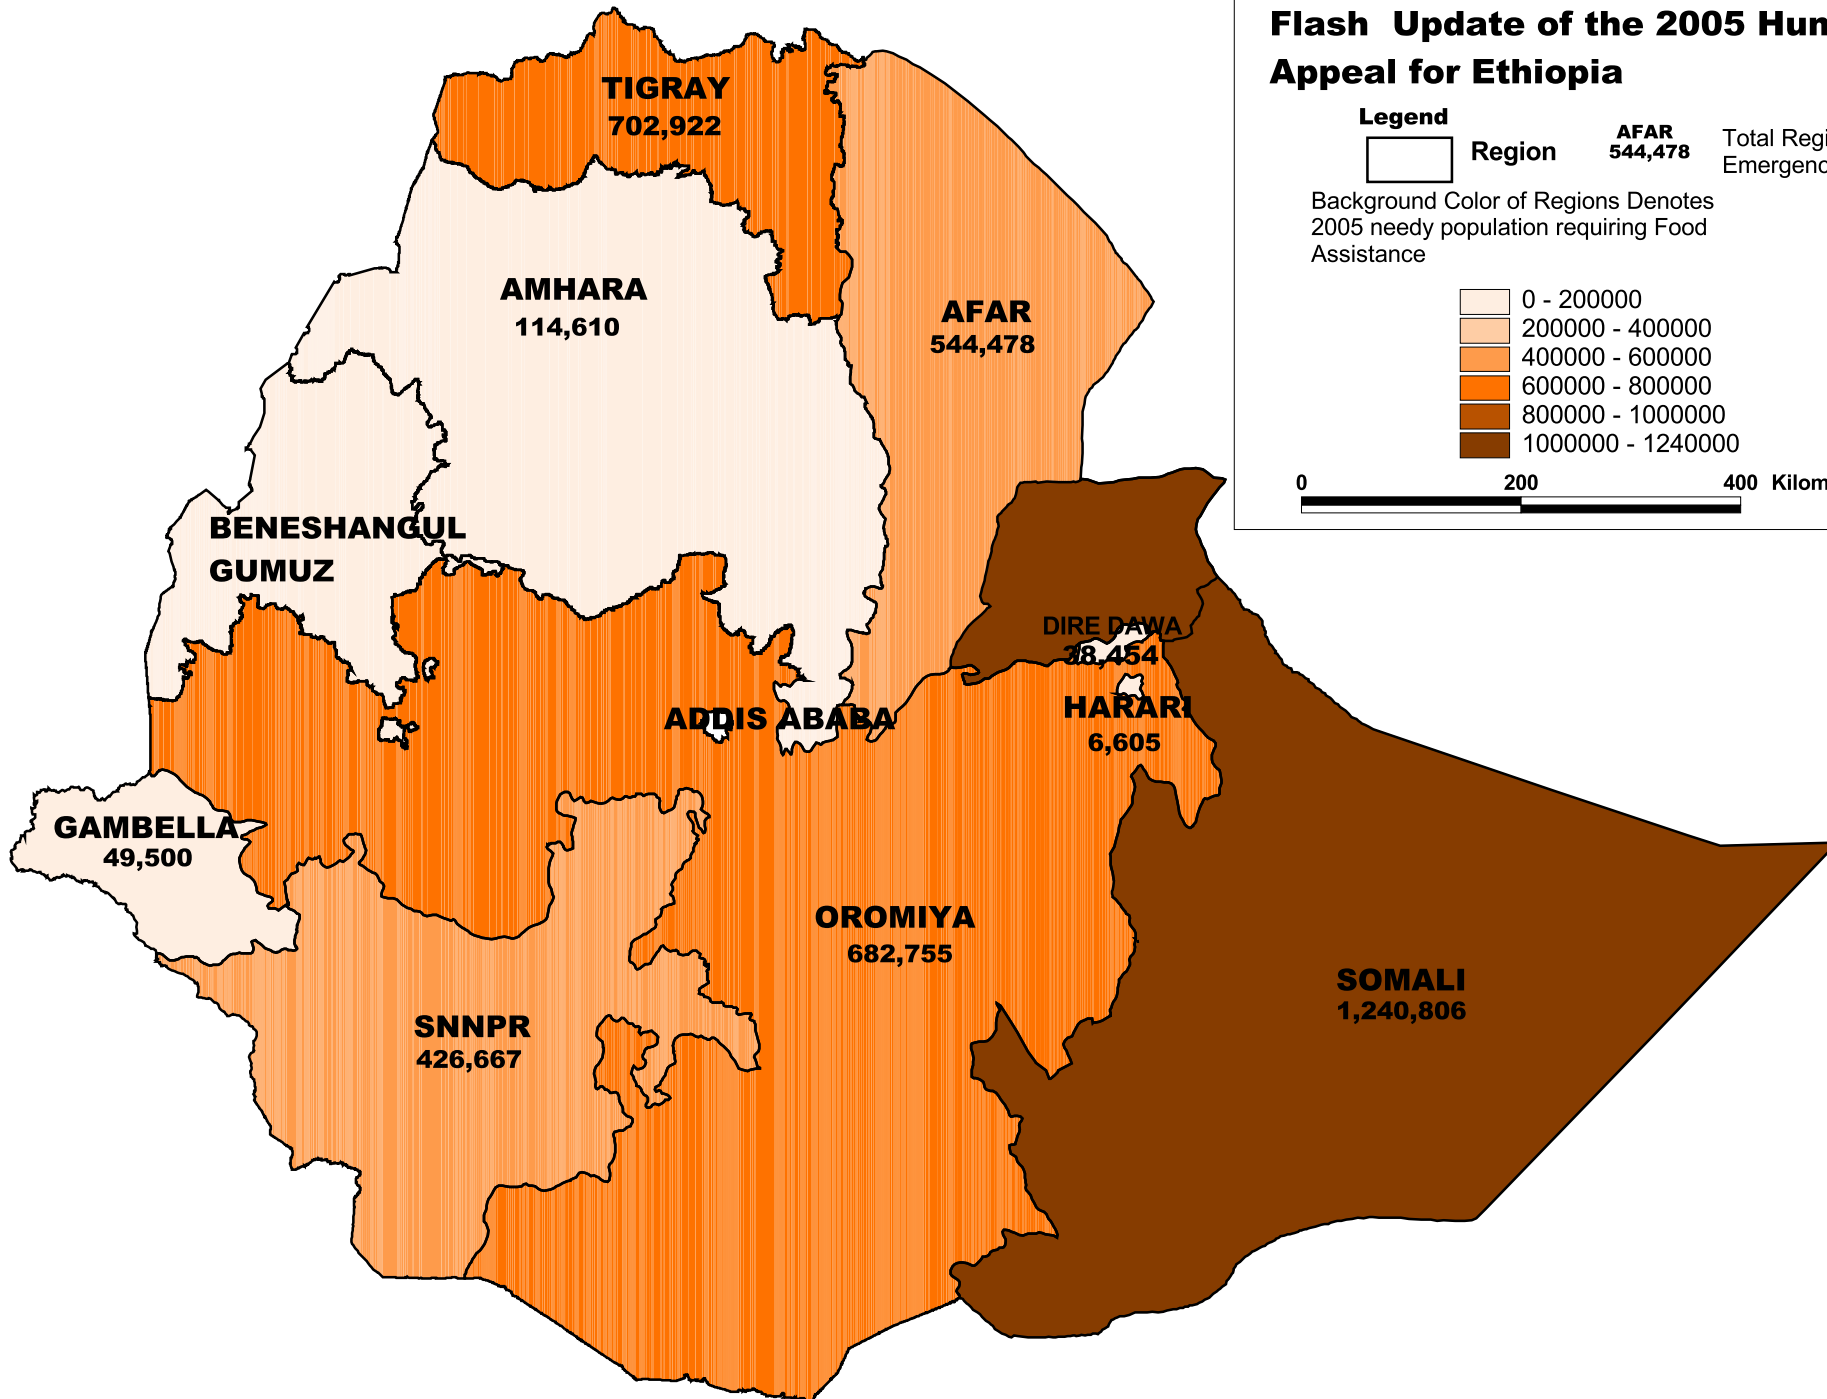 Flash Update of the 2005 Hum
Appeal for Ethiopia
Legend
Region
AFAR
544,478
Total Regi
Emergenc
Background Color of Regions Denotes
2005 needy population requiring Food
Assistance
0 - 200000
200000 - 400000
400000 - 600000
600000 - 800000
800000 - 1000000
1000000 - 1240000
0 200 400 Kilom
TIGRAY
702,922
AMHARA
114,610
AFAR
544,478
BENESHANGUL
GUMUZ
DIRE DAWA
38,454
HARARI
6,605
ADDIS ABABA
GAMBELLA
49,500
OROMIYA
682,755
SOMALI
1,240,806
SNNPR
426,667